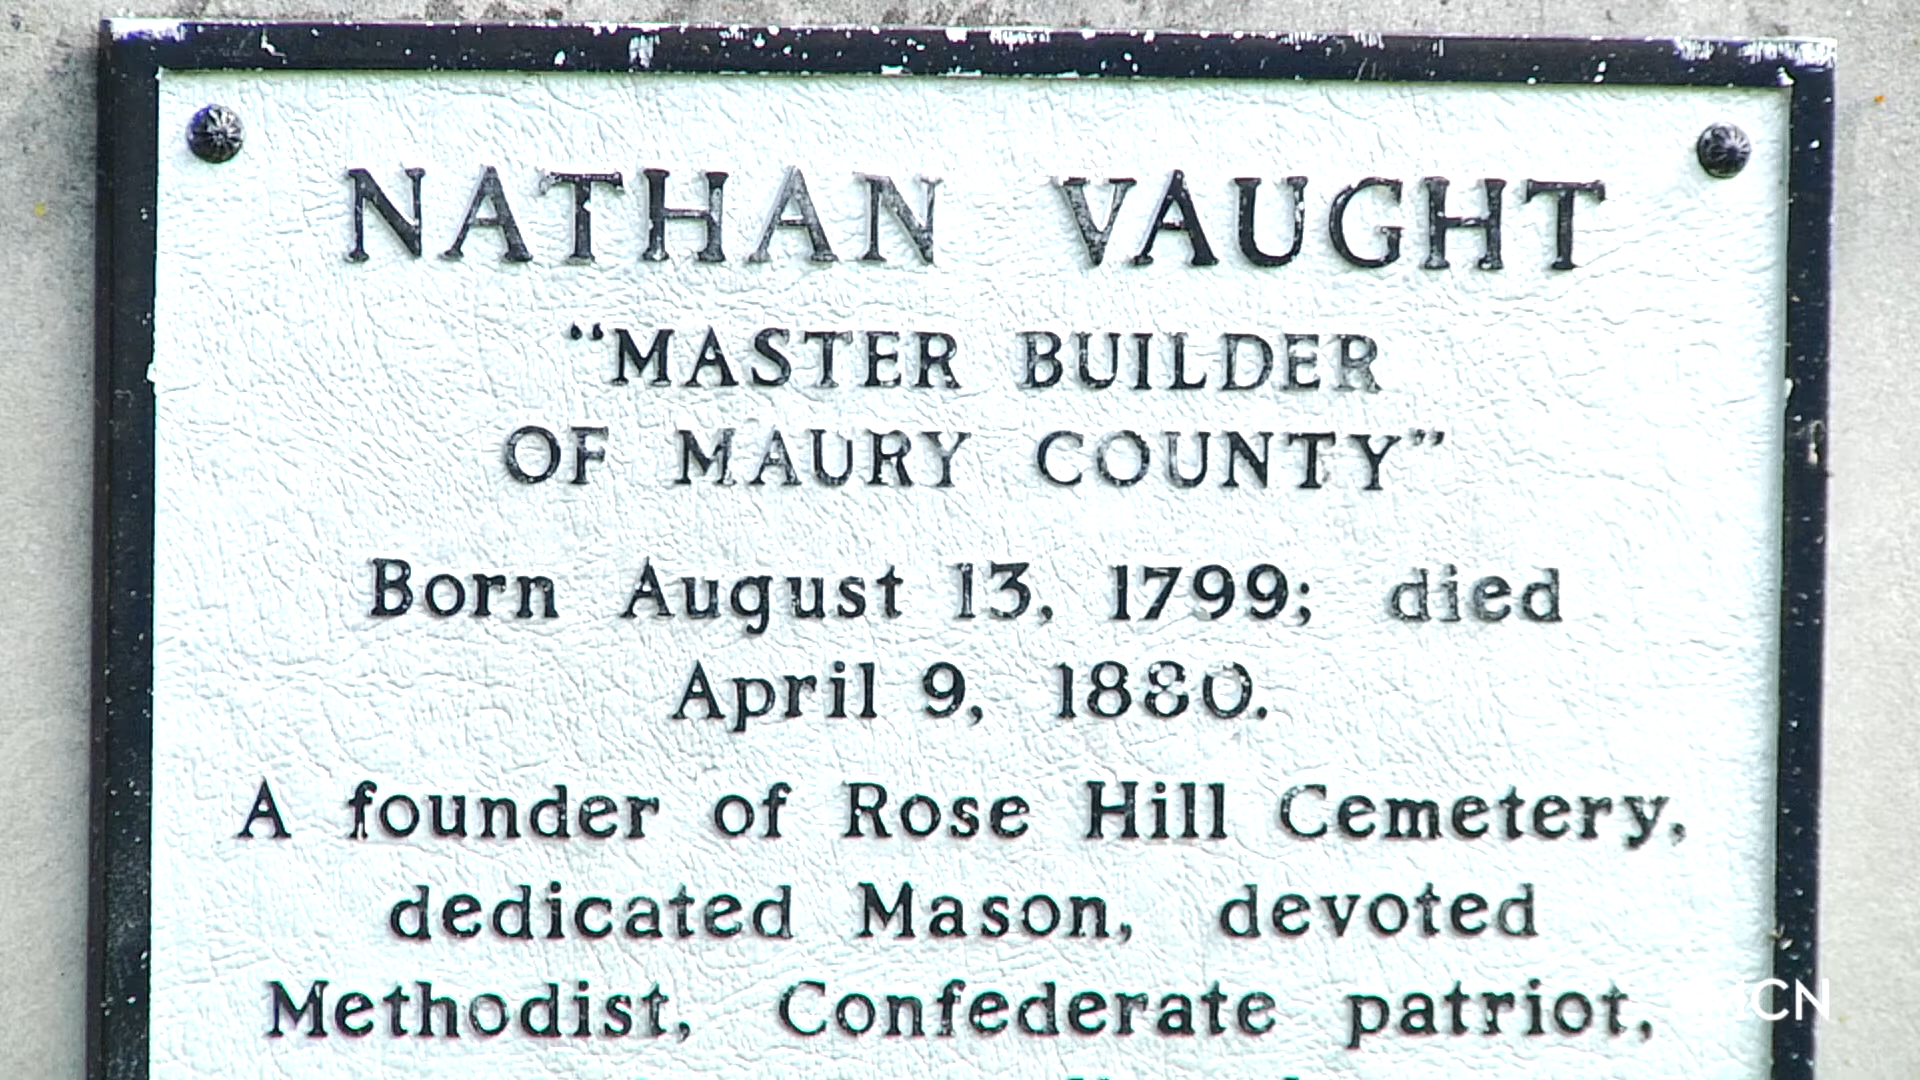 NATHAN VAUGHT
“MASTER BUILDER
OF MAURY COUNTY”
Born August 13, 1799; died
April 9, 1880.
A founder of Rose Hill Cemetery,
dedicated Mason, devoted
Methodist, Confederate patriot,